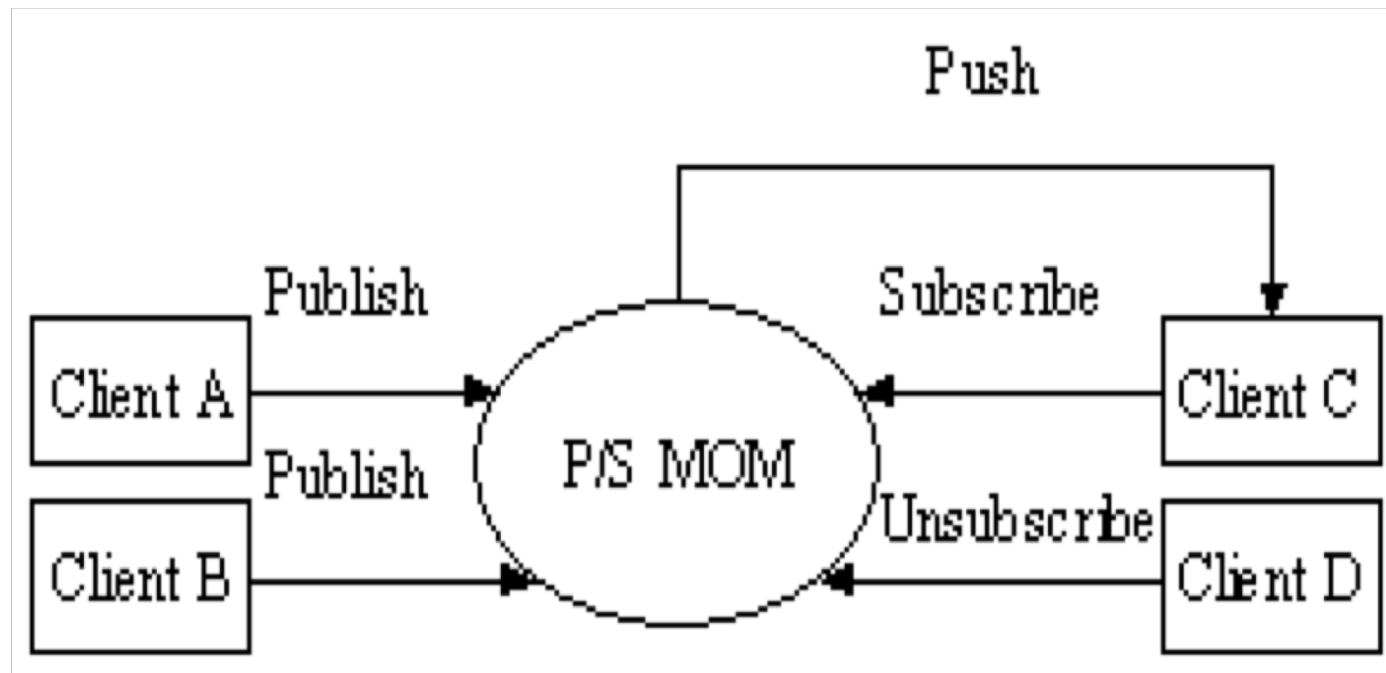 Push
Publish
Subscribe
Client A
Client C
P/S MOM
Publish
Unsubscribe
Client B
Client D